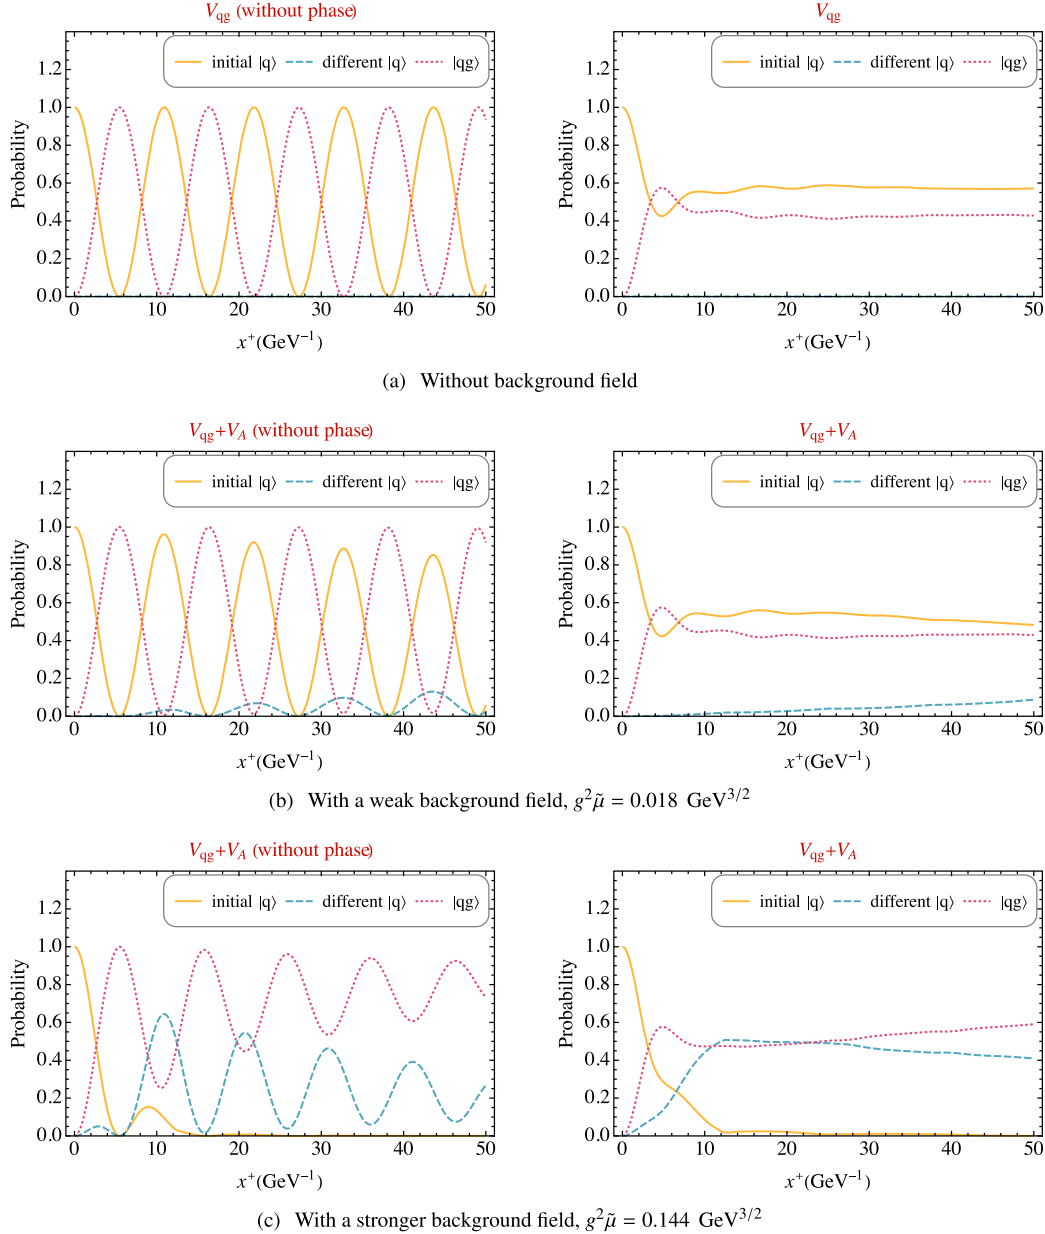 V_qg (without phase)
initial |q⟩ different |q⟩ |qg⟩
1.2
1.0
0.8
0.6
0.4
0.2
0.0
Probability
0 10 20 30 40 50
x⁺(GeV⁻¹)
V_qg
initial |q⟩ different |q⟩ |qg⟩
1.2
1.0
0.8
0.6
0.4
0.2
0.0
Probability
0 10 20 30 40 50
x⁺(GeV⁻¹)
(a) Without background field
V_qg+V_A (without phase)
initial |q⟩ different |q⟩ |qg⟩
1.2
1.0
0.8
0.6
0.4
0.2
0.0
Probability
0 10 20 30 40 50
x⁺(GeV⁻¹)
V_qg+V_A
initial |q⟩ different |q⟩ |qg⟩
1.2
1.0
0.8
0.6
0.4
0.2
0.0
Probability
0 10 20 30 40 50
x⁺(GeV⁻¹)
(b) With a weak background field, g²μ̃ = 0.018 GeV^3/2
V_qg+V_A (without phase)
initial |q⟩ different |q⟩ |qg⟩
1.2
1.0
0.8
0.6
0.4
0.2
0.0
Probability
0 10 20 30 40 50
x⁺(GeV⁻¹)
V_qg+V_A
initial |q⟩ different |q⟩ |qg⟩
1.2
1.0
0.8
0.6
0.4
0.2
0.0
Probability
0 10 20 30 40 50
x⁺(GeV⁻¹)
(c) With a stronger background field, g²μ̃ = 0.144 GeV^3/2